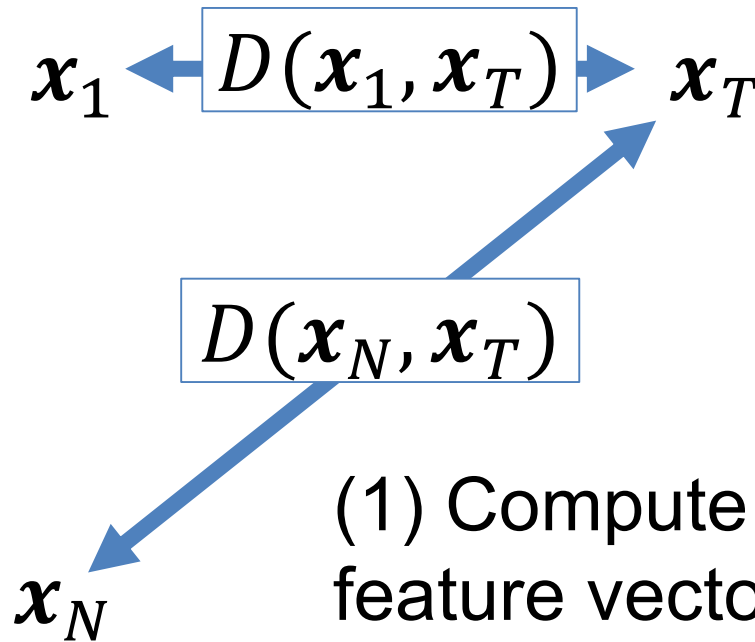 𝒙₁ D(𝒙₁, 𝒙_T) 𝒙_T
D(𝒙_N, 𝒙_T)
(1) Compute
feature vecto
𝒙_N